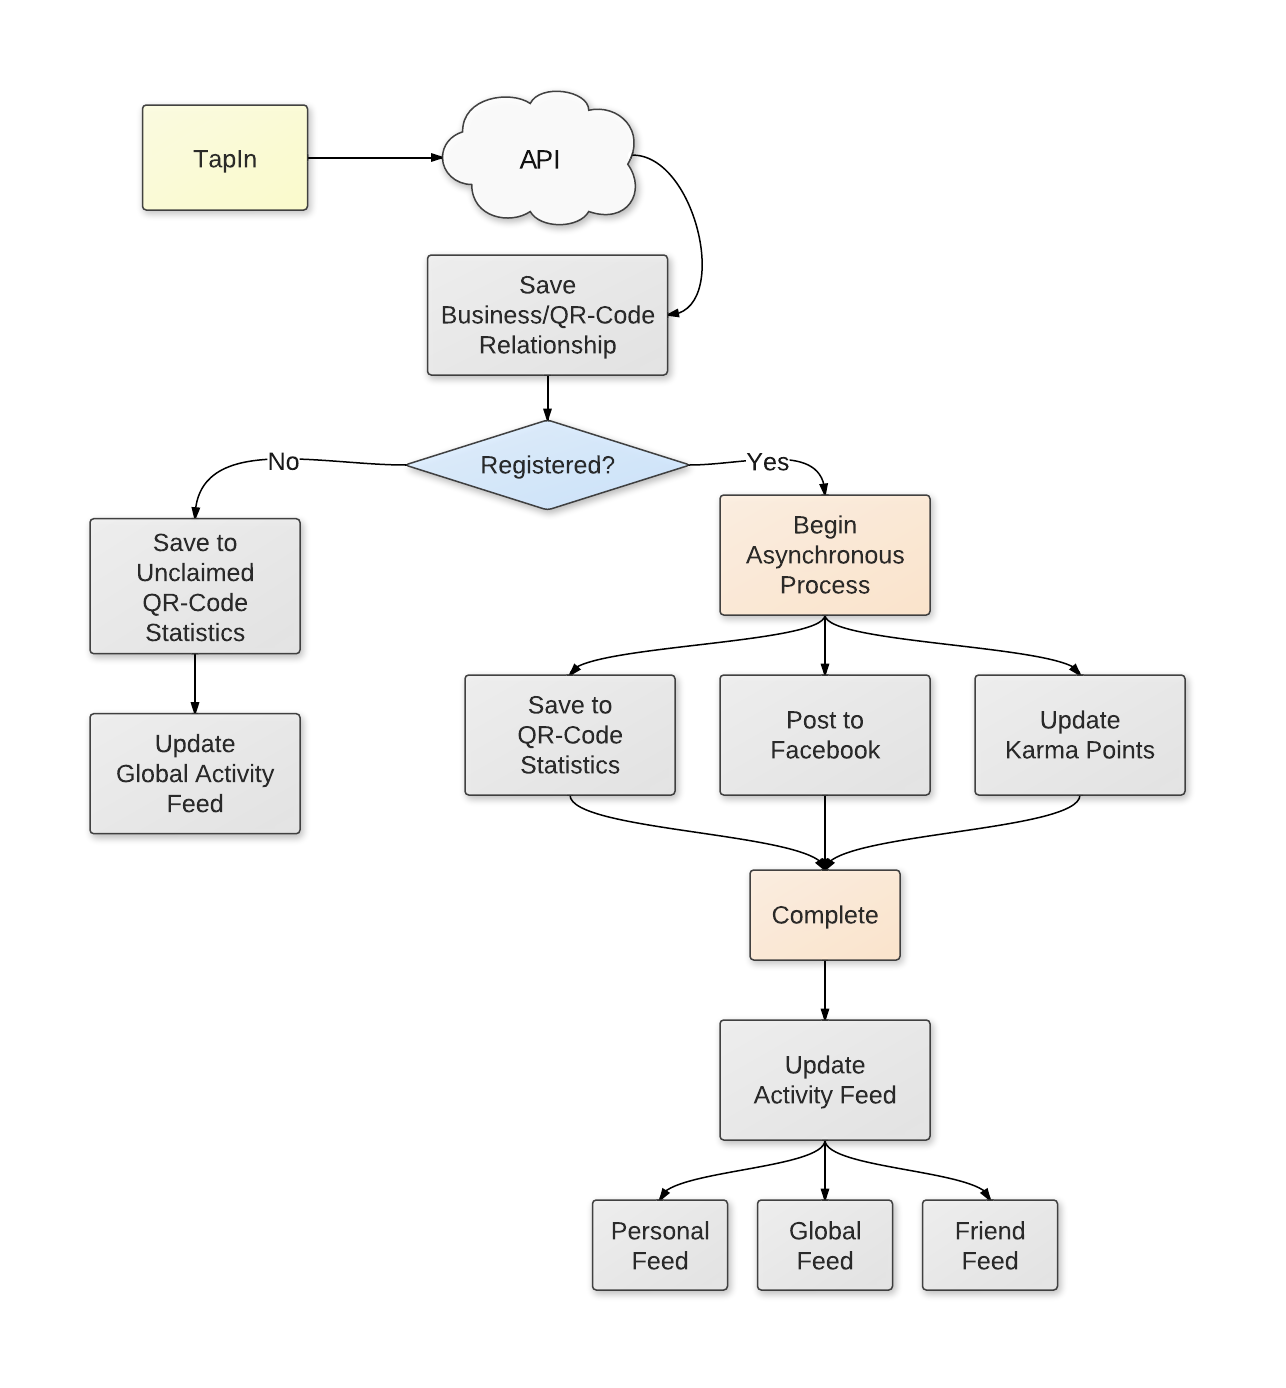 TapIn
API
Save
Business/QR-Code
Relationship
Registered?
No
Yes
Begin
Asynchronous
Process
Save to
Unclaimed
QR-Code
Statistics
Update
Global Activity
Feed
Save to
QR-Code
Statistics
Post to
Facebook
Update
Karma Points
Complete
Update
Activity Feed
Personal
Feed
Global
Feed
Friend
Feed